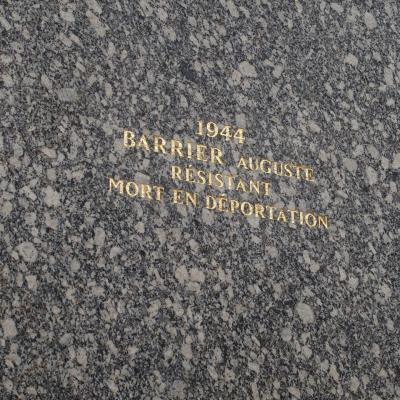 1944
BARRIER AUGUSTE
RÉSISTANT
MORT EN DÉPORTATION